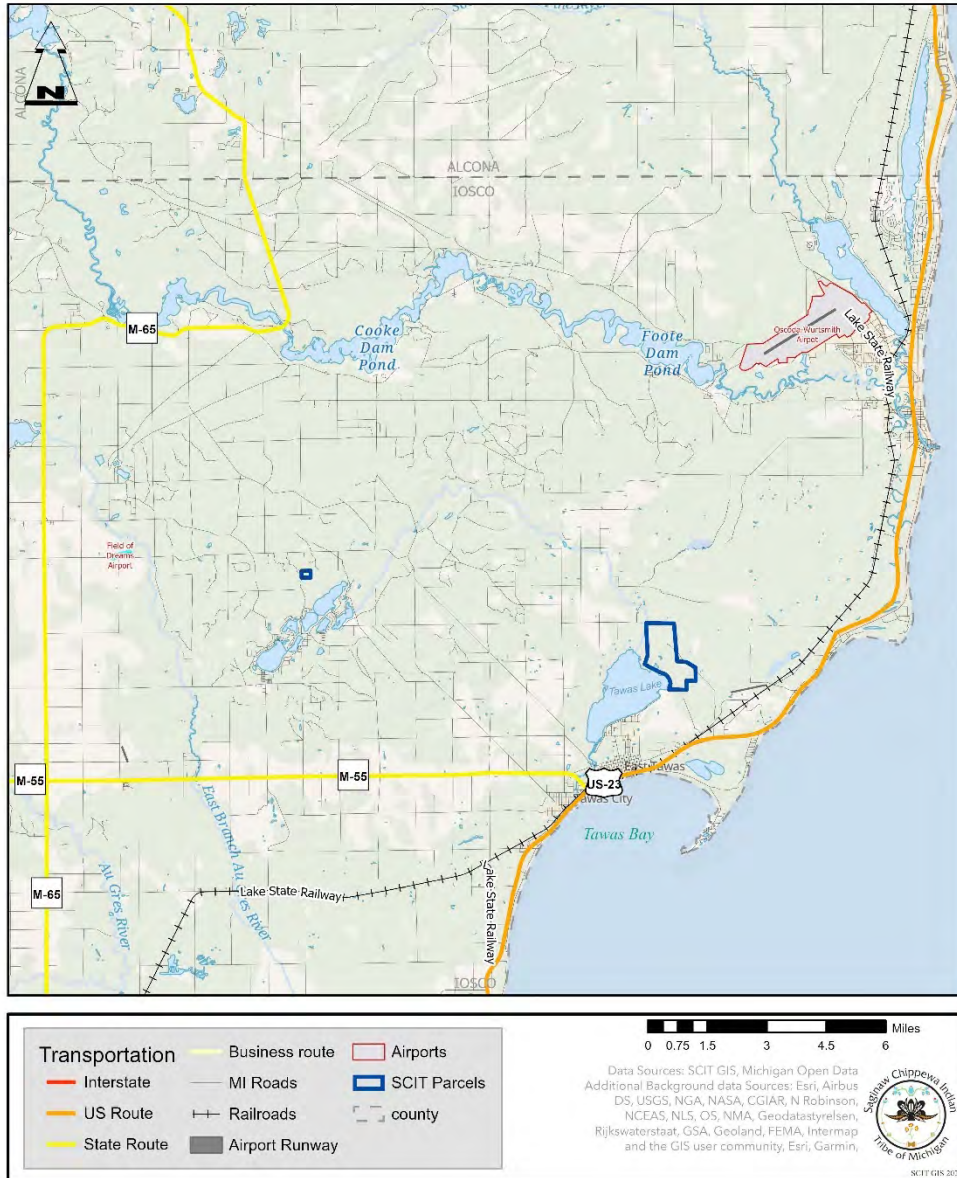 N
ALCONA
ALCONA
ALCONA
IOSCO
M-65
Cooke
Dam
Pond
Foote
Dam
Pond
Oscoda-Wurtsmith
Airport
Lake State Railway
Field of
Dreams
Airport
Tawas Lake
M-55
M-55
US-23
East Tawas
Tawas City
Tawas Bay
East Branch Au Gres River
M-65
Au Gres
River
Lake State Railway
Lake State Railway
IOSCO
Transportation
Interstate
US Route
State Route
Business route
MI Roads
Railroads
Airport Runway
Airports
SCIT Parcels
county
Miles
0 0.75 1.5 3 4.5 6
Data Sources: SCIT GIS, Michigan Open Data
Additional Background data Sources: Esri, Airbus
DS, USGS, NGA, NASA, CGIAR, N Robinson,
NCEAS, NLS, OS, NMA, Geodatastyrelsen,
Rijkswaterstaat, GSA, Geoland, FEMA, Intermap
and the GIS user community, Esri, Garmin,
Saginaw Chippewa Indian
Tribe of Michigan
SCIT GIS